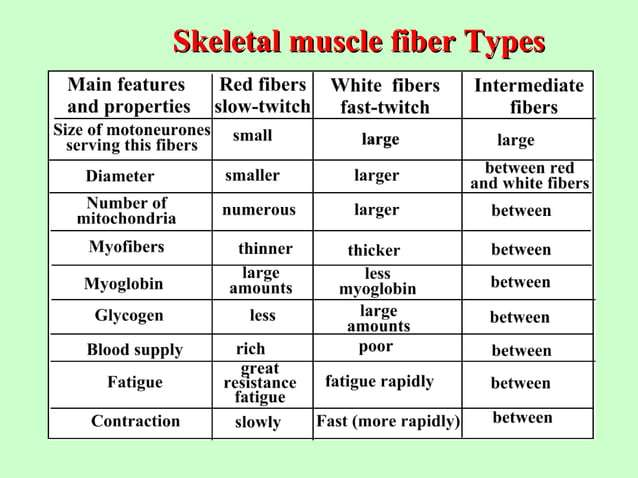 Skeletal muscle fiber Types
Main features
and properties
Red fibers
slow-twitch
White fibers
fast-twitch
Intermediate
fibers
Size of motoneurones
serving this fibers
small
large
large
Diameter
smaller
larger
between red
and white fibers
Number of
mitochondria
numerous
larger
between
Myofibers
thinner
thicker
between
Myoglobin
large
amounts
less
myoglobin
between
Glycogen
less
large
amounts
between
Blood supply
rich
poor
between
Fatigue
great
resistance
fatigue
fatigue rapidly
between
Contraction
slowly
Fast (more rapidly)
between